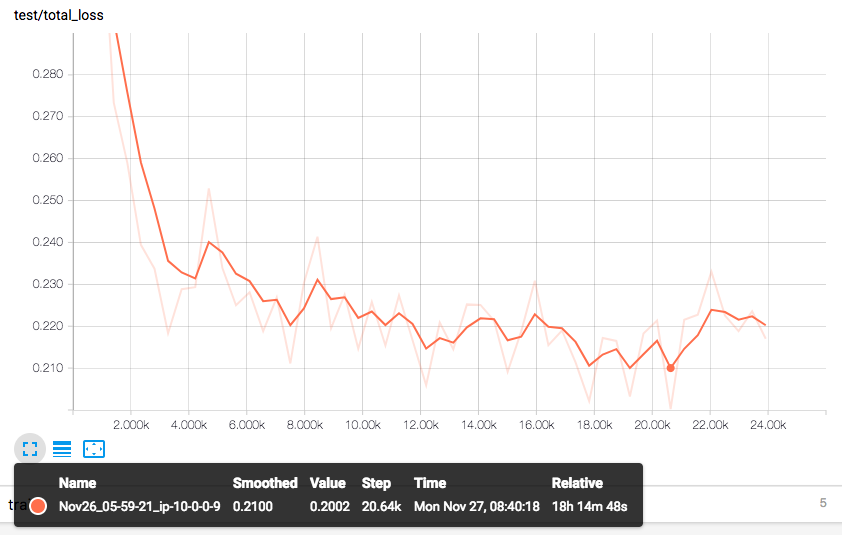 test/total_loss
0.280
0.270
0.260
0.250
0.240
0.230
0.220
0.210
2.000k 4.000k 6.000k 8.000k 10.00k 12.00k 14.00k 16.00k 18.00k 20.00k 22.00k 24.00k
Name Smoothed Value Step Time Relative
Nov26_05-59-21_ip-10-0-0-9 0.2100 0.2002 20.64k Mon Nov 27, 08:40:18 18h 14m 48s
5